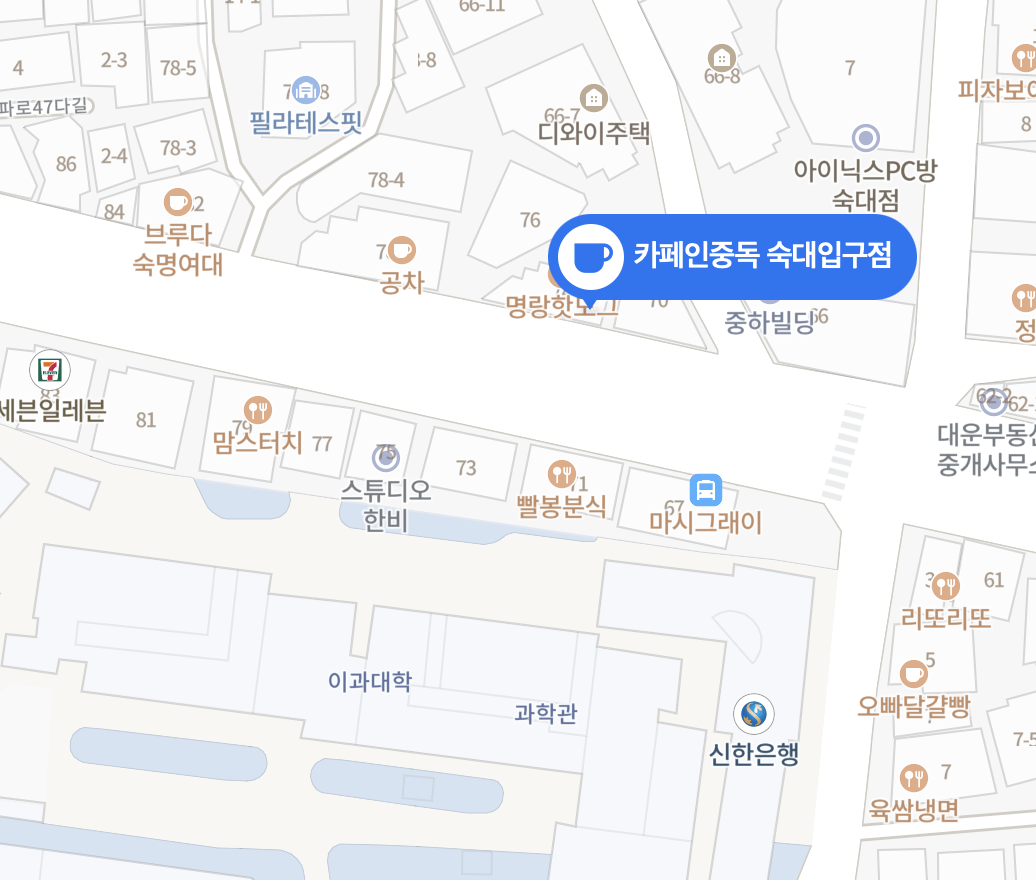 66-11
2-3
4
78-5
3-8
66-8
7
피자보이
파로47다길
필라테스핏
66-7
디와이주택
8
86
2-4
78-3
아이닉스PC방
숙대점
78-4
84
브루다
숙명여대
76
카페인중독 숙대입구점
공차
명랑핫도그
70
중하빌딩
66
정
83
세븐일레븐
81
79
맘스터치
77
75
스튜디오
한비
73
71
빨봉분식
67
마시그래이
62-2
62-
대운부동산
중개사무소
61
리또리또
5
오빠달걀빵
이과대학
과학관
신한은행
7-5
7
육쌈냉면